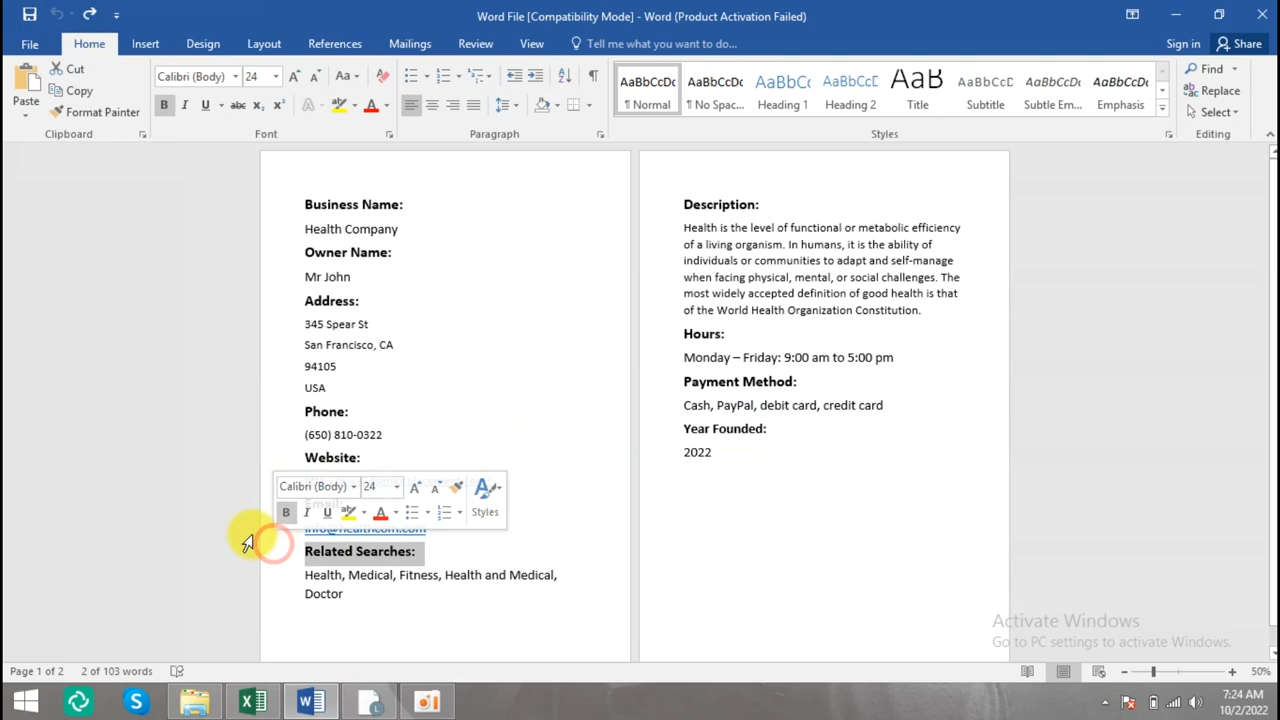 Word File [Compatibility Mode] - Word (Product Activation Failed)
File Home Insert Design Layout References Mailings Review View Tell me what you want to do... Sign in Share
Paste
Cut
Copy
Format Painter
Clipboard
Calibri (Body) 24
Font
Paragraph
AaBbCcDc ¶ Normal
AaBbCcDc ¶ No Spac...
AaBbCc Heading 1
AaBbCcD Heading 2
AaB Title
AaBbCcD Subtitle
AaBbCcDc Subtle Em...
AaBbCcDc Emphasis
Styles
Find
Replace
Select
Editing
Business Name:
Health Company
Owner Name:
Mr John
Address:
345 Spear St
San Francisco, CA
94105
USA
Phone:
(650) 810-0322
Website:
Calibri (Body) 24
Styles
Email:
info@healthcom.com
Related Searches:
Health, Medical, Fitness, Health and Medical,
Doctor
Description:
Health is the level of functional or metabolic efficiency
of a living organism. In humans, it is the ability of
individuals or communities to adapt and self-manage
when facing physical, mental, or social challenges. The
most widely accepted definition of good health is that
of the World Health Organization Constitution.
Hours:
Monday – Friday: 9:00 am to 5:00 pm
Payment Method:
Cash, PayPal, debit card, credit card
Year Founded:
2022
Activate Windows
Go to PC settings to activate Windows.
Page 1 of 2 2 of 103 words 50%
7:24 AM
10/2/2022